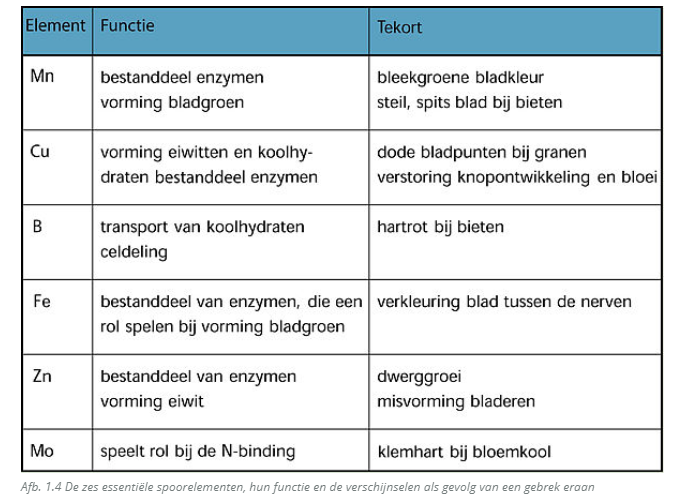 Element Functie Tekort
Mn bestanddeel enzymen bleekgroene bladkleur
vorming bladgroen steil, spits blad bij bieten
Cu vorming eiwitten en koolhy- dode bladpunten bij granen
draten bestanddeel enzymen verstoring knopontwikkeling en bloei
B transport van koolhydraten hartrot bij bieten
celdeling
Fe bestanddeel van enzymen, die een verkleuring blad tussen de nerven
rol spelen bij vorming bladgroen
Zn bestanddeel van enzymen dwerggroei
vorming eiwit misvorming bladeren
Mo speelt rol bij de N-binding klemhart bij bloemkool
Afb. 1.4 De zes essentiële spoorelementen, hun functie en de verschijnselen als gevolg van een gebrek eraan